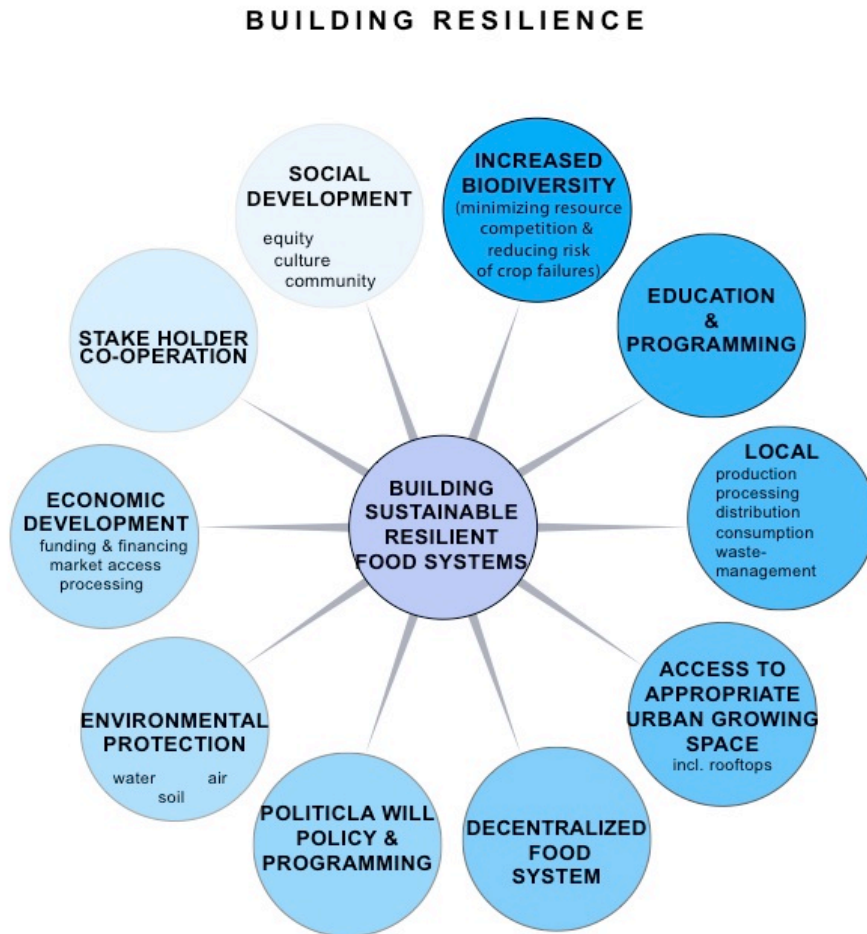 BUILDING RESILIENCE
SOCIAL
DEVELOPMENT
equity
culture
community
INCREASED
BIODIVERSITY
(minimizing resource
competition &
reducing risk
of crop failures)
EDUCATION
&
PROGRAMMING
LOCAL
production
processing
distribution
consumption
waste-
management
ACCESS TO
APPROPRIATE
URBAN GROWING
SPACE
incl. rooftops
DECENTRALIZED
FOOD
SYSTEM
POLITICLA WILL
POLICY &
PROGRAMMING
ENVIRONMENTAL
PROTECTION
water air
soil
ECONOMIC
DEVELOPMENT
funding & financing
market access
processing
STAKE HOLDER
CO-OPERATION
BUILDING
SUSTAINABLE
RESILIENT
FOOD SYSTEMS